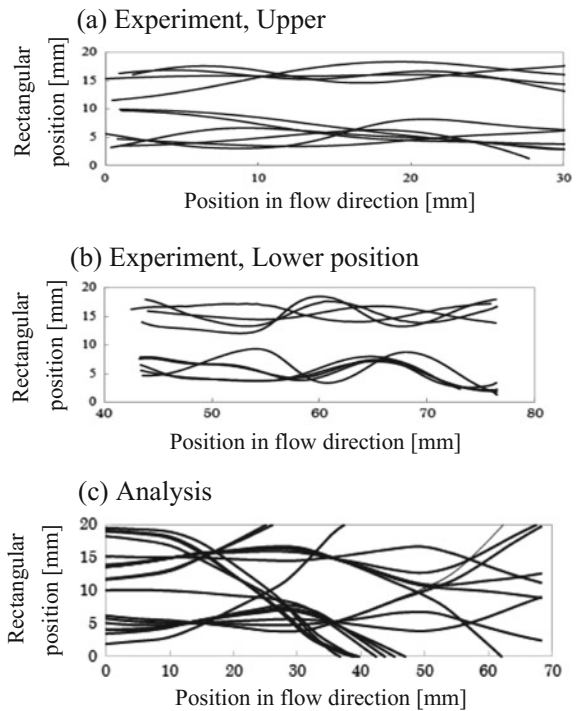 (a) Experiment, Upper
Rectangular
position [mm]
20
15
10
5
0
0 10 20 30
Position in flow direction [mm]
(b) Experiment, Lower position
Rectangular
position [mm]
20
15
10
5
0
40 50 60 70 80
Position in flow direction [mm]
(c) Analysis
Rectangular
position [mm]
20
15
10
5
0
0 10 20 30 40 50 60 70
Position in flow direction [mm]